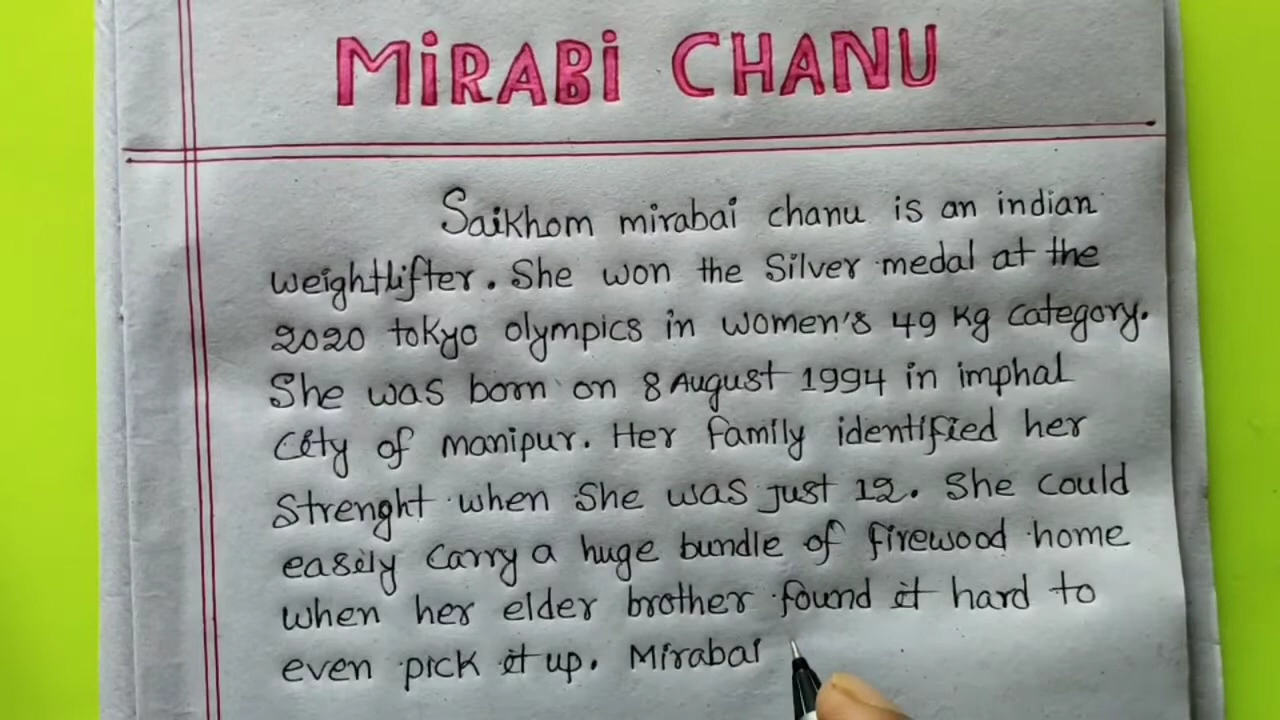 MiRABi CHANU
Saikhom mirabai chanu is an indian
weightlifter. She won the Silver medal at the
2020 tokyo olympics in women's 49 kg category.
She was born on 8 August 1994 in imphal
City of manipur. Her family identified her
Strenght when She was just 12. She could
easily carry a huge bundle of firewood home
when her elder brother found it hard to
even pick it up. Mirabai